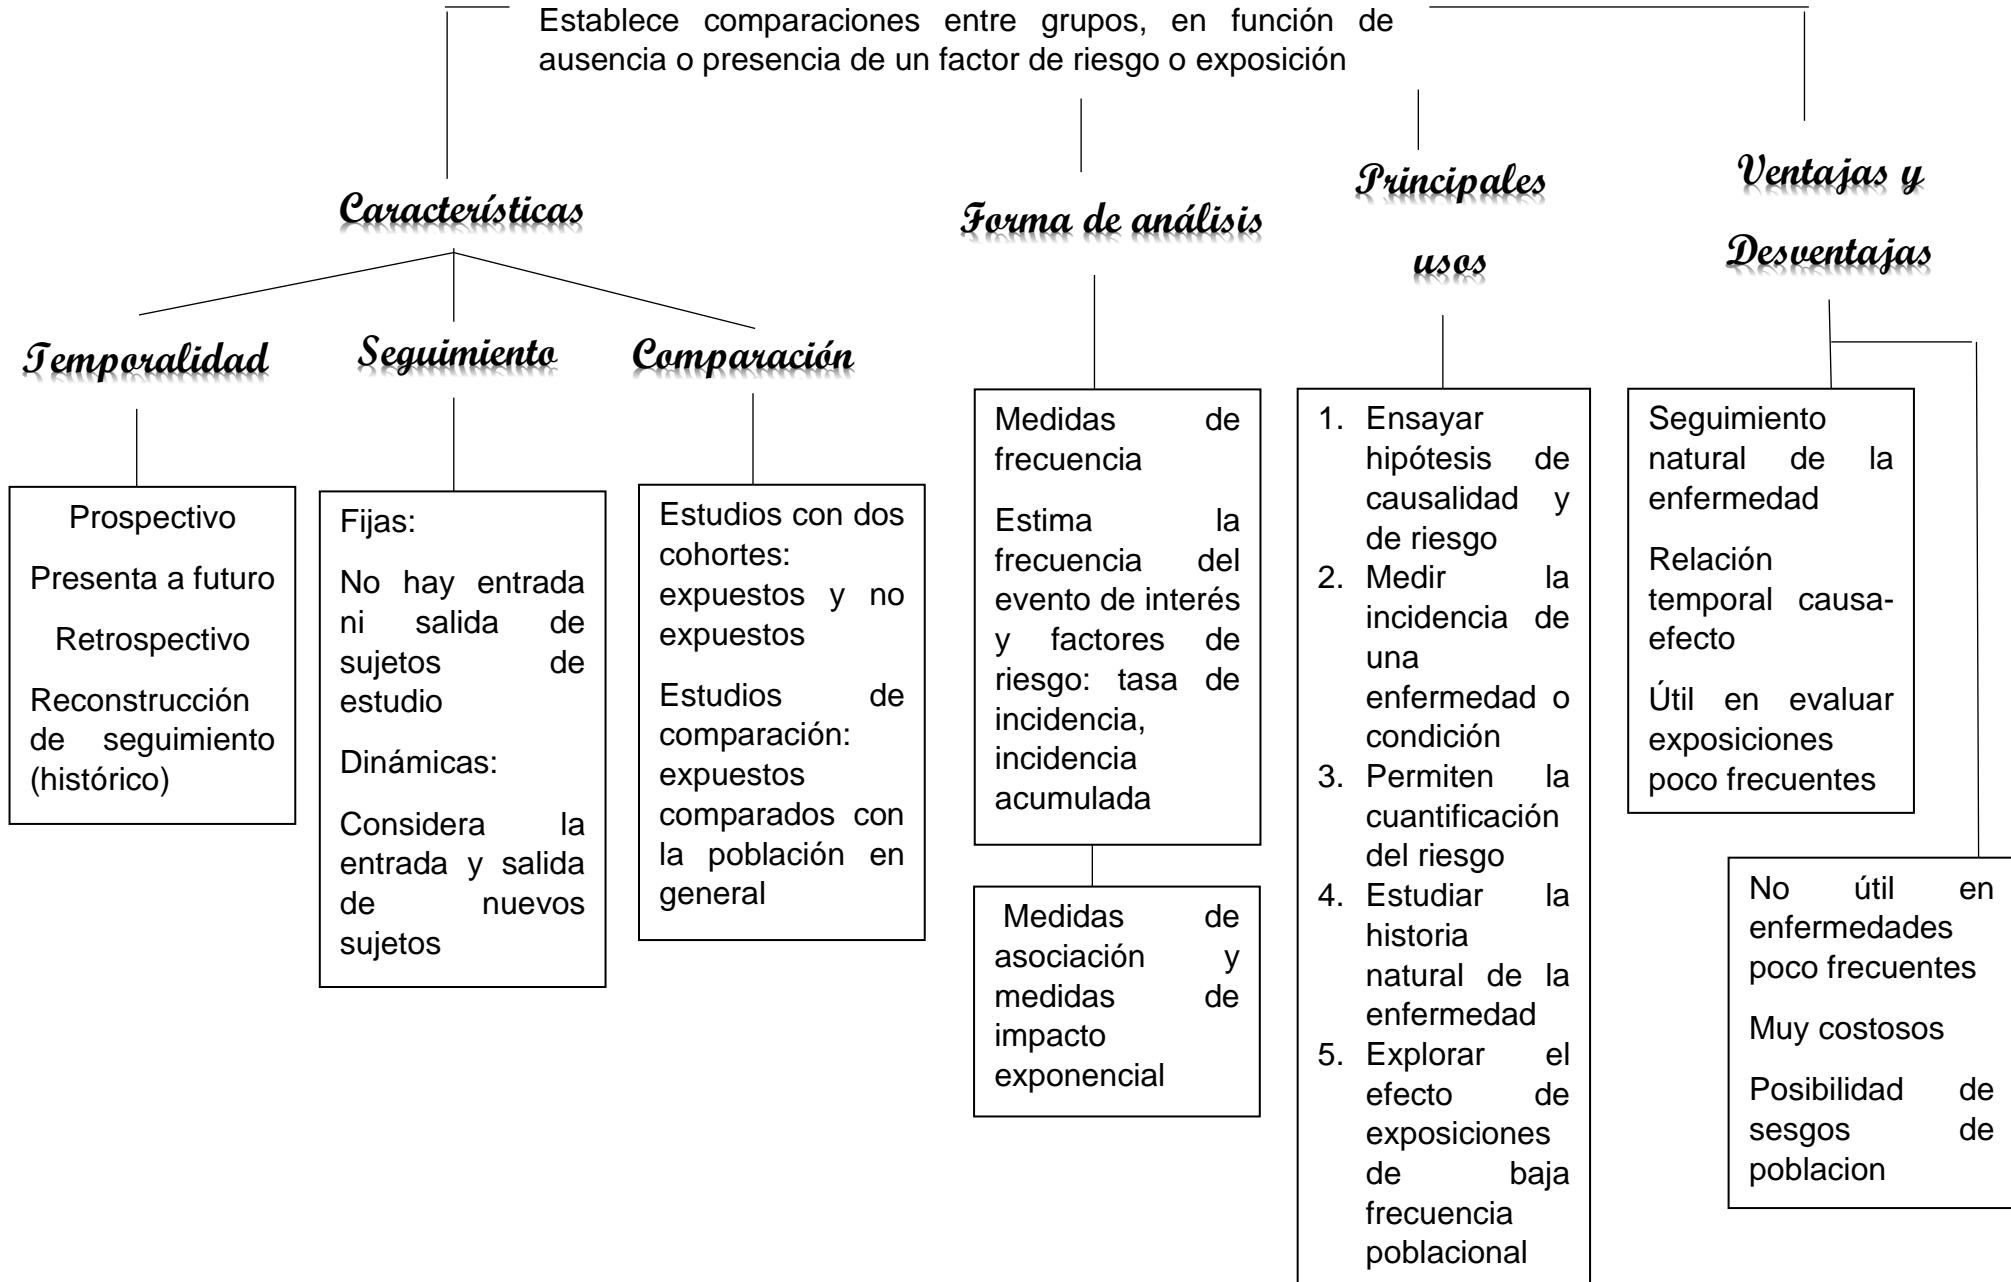 Establece comparaciones entre grupos, en función de
ausencia o presencia de un factor de riesgo o exposición
Características
Temporalidad
Prospectivo
Presenta a futuro
Retrospectivo
Reconstrucción
de seguimiento
(histórico)
Seguimiento
Fijas:
No hay entrada
ni salida de
sujetos de
estudio
Dinámicas:
Considera la
entrada y salida
de nuevos
sujetos
Comparación
Estudios con dos
cohortes:
expuestos y no
expuestos
Estudios de
comparación:
expuestos
comparados con
la población en
general
Forma de análisis
Medidas de
frecuencia
Estima la
frecuencia del
evento de interés
y factores de
riesgo: tasa de
incidencia,
incidencia
acumulada
Medidas de
asociación y
medidas de
impacto
exponencial
Principales
usos
1. Ensayar
hipótesis de
causalidad y
de riesgo
2. Medir la
incidencia de
una
enfermedad o
condición
3. Permiten la
cuantificación
del riesgo
4. Estudiar la
historia
natural de la
enfermedad
5. Explorar el
efecto de
exposiciones
de baja
frecuencia
poblacional
Ventajas y
Desventajas
Seguimiento
natural de la
enfermedad
Relación
temporal causa-
efecto
Útil en evaluar
exposiciones
poco frecuentes
No útil en
enfermedades
poco frecuentes
Muy costosos
Posibilidad de
sesgos de
poblacion